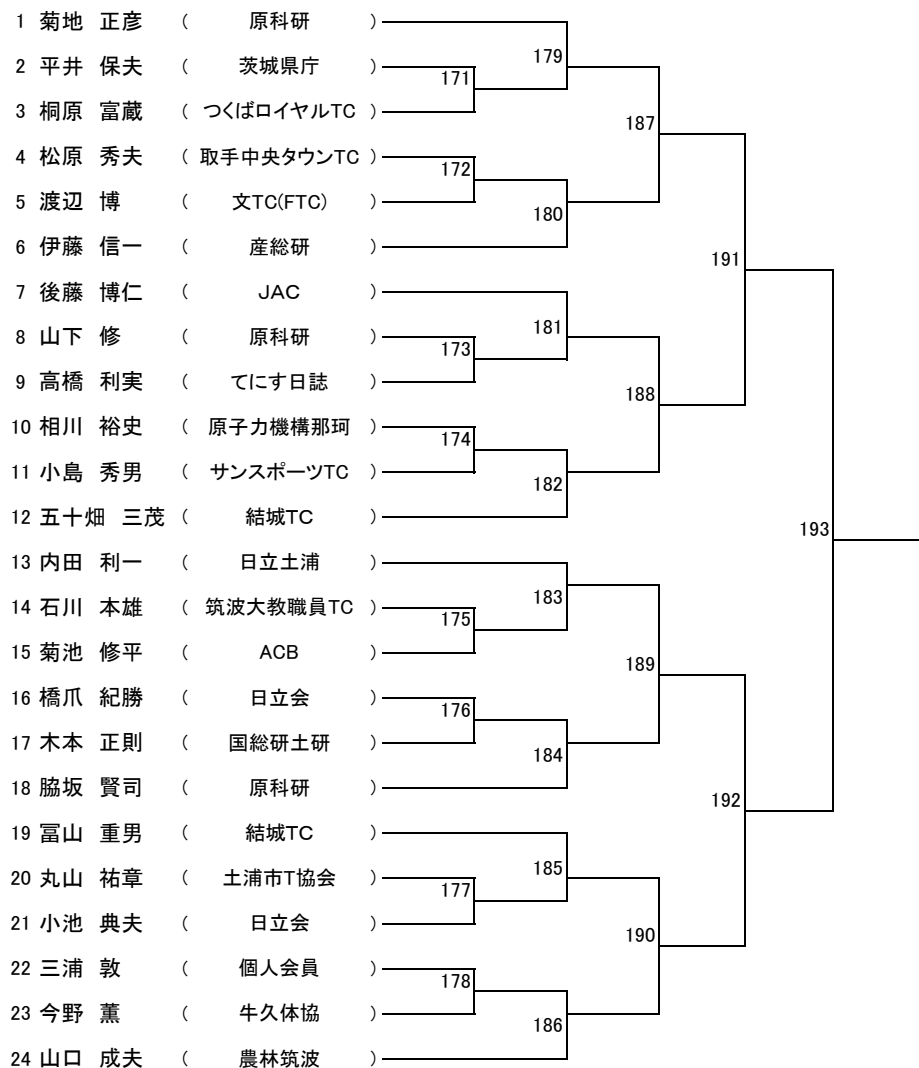 1 菊地 正彦 ( 原科研 )
179
2 平井 保夫 ( 茨城県庁 )
171
3 桐原 富蔵 ( つくばロイヤルTC )
187
4 松原 秀夫 ( 取手中央タウンTC )
172
5 渡辺 博 ( 文TC(FTC) )
180
6 伊藤 信一 ( 産総研 )
191
7 後藤 博仁 ( JAC )
181
8 山下 修 ( 原科研 )
173
9 高橋 利実 ( てにす日誌 )
188
10 相川 裕史 ( 原子力機構那珂 )
174
11 小島 秀男 ( サンスポーツTC )
182
12 五十畑 三茂 ( 結城TC )
193
13 内田 利一 ( 日立土浦 )
183
14 石川 本雄 ( 筑波大教職員TC )
175
15 菊池 修平 ( ACB )
189
16 橋爪 紀勝 ( 日立会 )
176
17 木本 正則 ( 国総研土研 )
184
18 脇坂 賢司 ( 原科研 )
192
19 冨山 重男 ( 結城TC )
185
20 丸山 祐章 ( 土浦市T協会 )
177
21 小池 典夫 ( 日立会 )
190
22 三浦 敦 ( 個人会員 )
178
23 今野 薫 ( 牛久体協 )
186
24 山口 成夫 ( 農林筑波 )